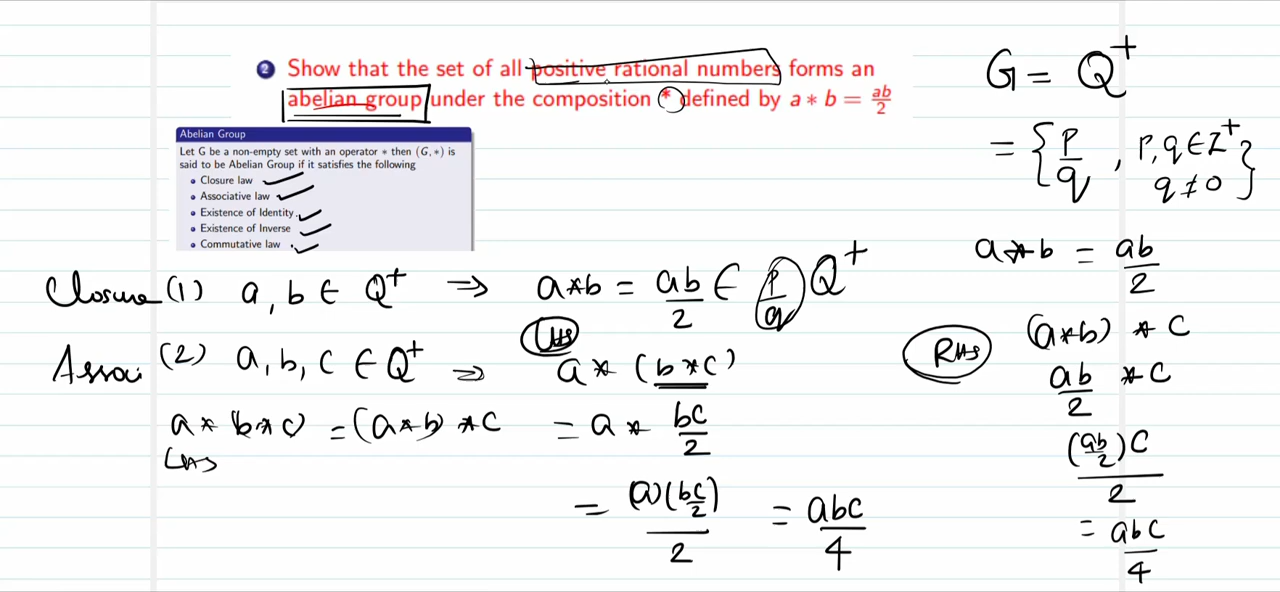 2 Show that the set of all positive rational numbers forms an
abelian group under the composition * defined by a * b = ab/2
Abelian Group
Let G be a non-empty set with an operator * then (G, *) is
said to be Abelian Group if it satisfies the following
• Closure law
• Associative law
• Existence of Identity
• Existence of Inverse
• Commutative law
G = Q⁺
= { p/q , p, q ∈ Z⁺
q ≠ 0 }
a * b = ab/2
Closure (1) a, b ∈ Q⁺ ⇒ a * b = ab/2 ∈ p/q Q⁺
LHS
Assoc (2) a, b, c ∈ Q⁺ ⇒ a * (b * c)
a * (b * c) = (a * b) * c = a * bc/2
LHS
= (a)(bc/2)/2 = abc/4
RHS
(a * b) * c
ab/2 * c
(ab/2)c/2
= abc/4